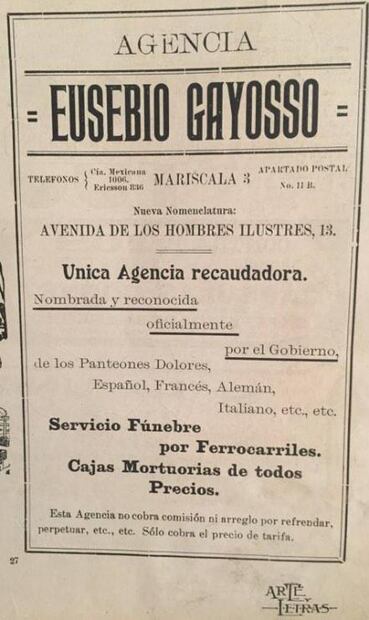 AGENCIA
= EUSEBIO GAYOSSO =
TELEFONOS { Cía. Mexicana 1006, Ericsson 836 } MARISCALA 3 APARTADO POSTAL No. 11 B.
Nueva Nomenclatura:
AVENIDA DE LOS HOMBRES ILUSTRES, 13.
Unica Agencia recaudadora.
Nombrada y reconocida
oficialmente
por el Gobierno,
de los Panteones Dolores,
Español, Francés, Alemán,
Italiano, etc., etc.
Servicio Fúnebre
por Ferrocarriles.
Cajas Mortuorias de todos
Precios.
Esta Agencia no cobra comisión ni arreglo por refrendar,
perpetuar, etc., etc. Sólo cobra el precio de tarifa.
27
ARTE
Y
LETRAS